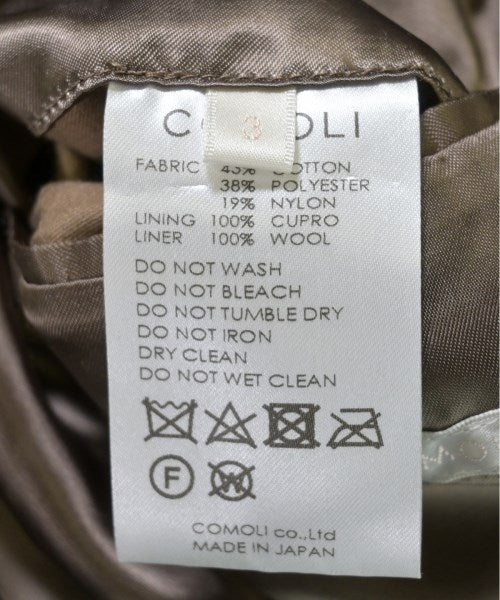 3
COMOLI
FABRIC 43% COTTON
38% POLYESTER
19% NYLON
LINING 100% CUPRO
LINER 100% WOOL
DO NOT WASH
DO NOT BLEACH
DO NOT TUMBLE DRY
DO NOT IRON
DRY CLEAN
DO NOT WET CLEAN
F W
COMOLI co.,Ltd
MADE IN JAPAN